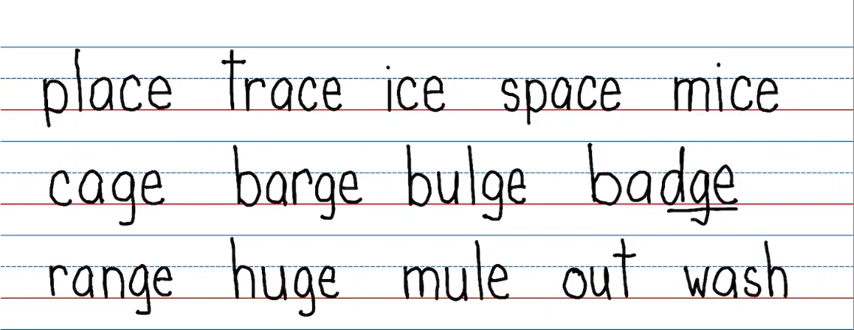 place trace ice space mice
cage barge bulge badge
range huge mule out wash